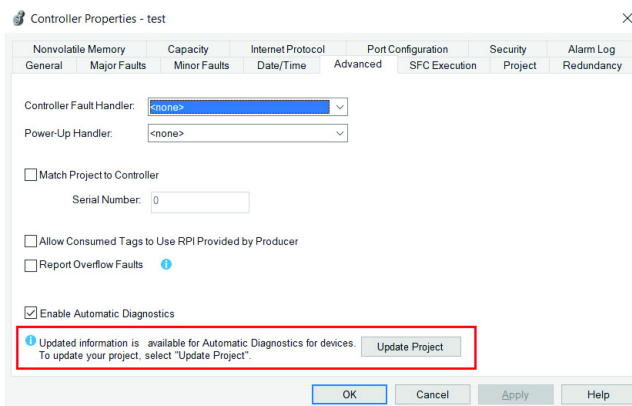 Controller Properties - test
Nonvolatile Memory Capacity Internet Protocol Port Configuration Security Alarm Log
General Major Faults Minor Faults Date/Time Advanced SFC Execution Project Redundancy
Controller Fault Handler: <none>
Power-Up Handler: <none>
Match Project to Controller
Serial Number: 0
Allow Consumed Tags to Use RPI Provided by Producer
Report Overflow Faults
Enable Automatic Diagnostics
Updated information is available for Automatic Diagnostics for devices.
To update your project, select "Update Project".
Update Project
OK Cancel Apply Help